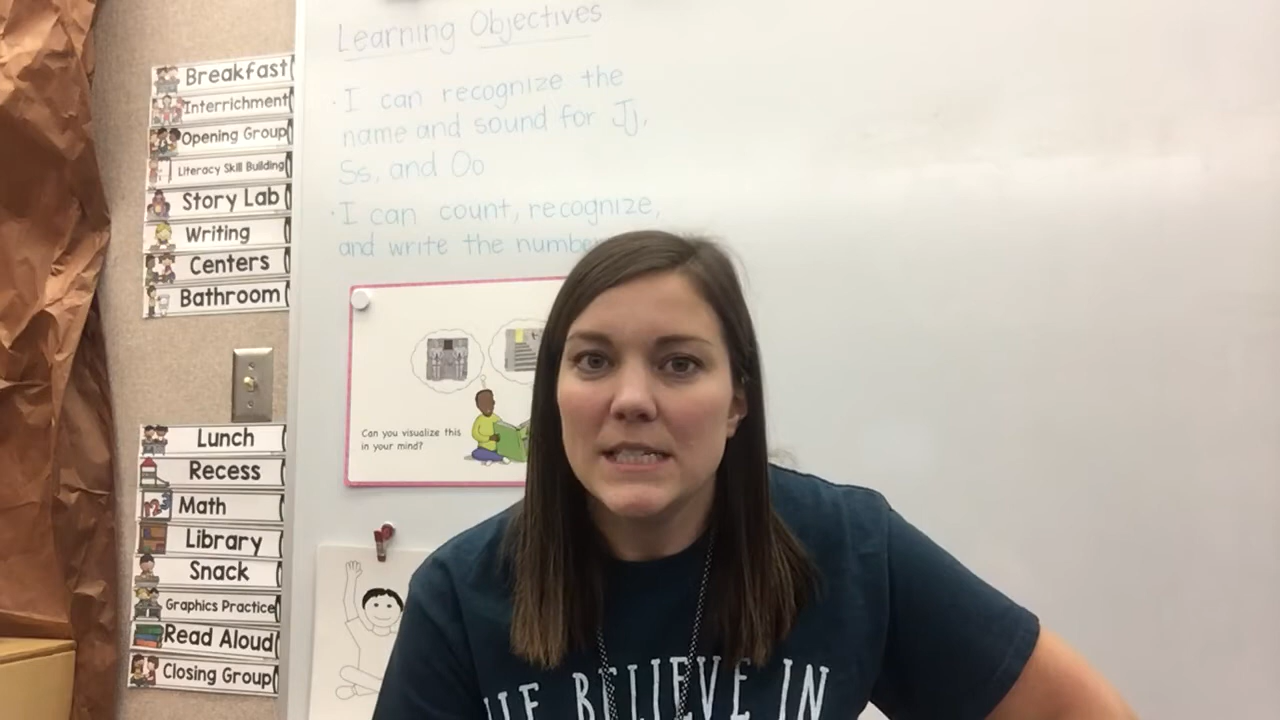 Breakfast
Interrichment
Opening Group
Literacy Skill Building
Story Lab
Writing
Centers
Bathroom
Lunch
Recess
Math
Library
Snack
Graphics Practice
Read Aloud
Closing Group
Learning Objectives
· I can recognize the
name and sound for Jj,
Ss, and Oo
· I can count, recognize,
and write the number
Can you visualize this
in your mind?
BELIEVE IN